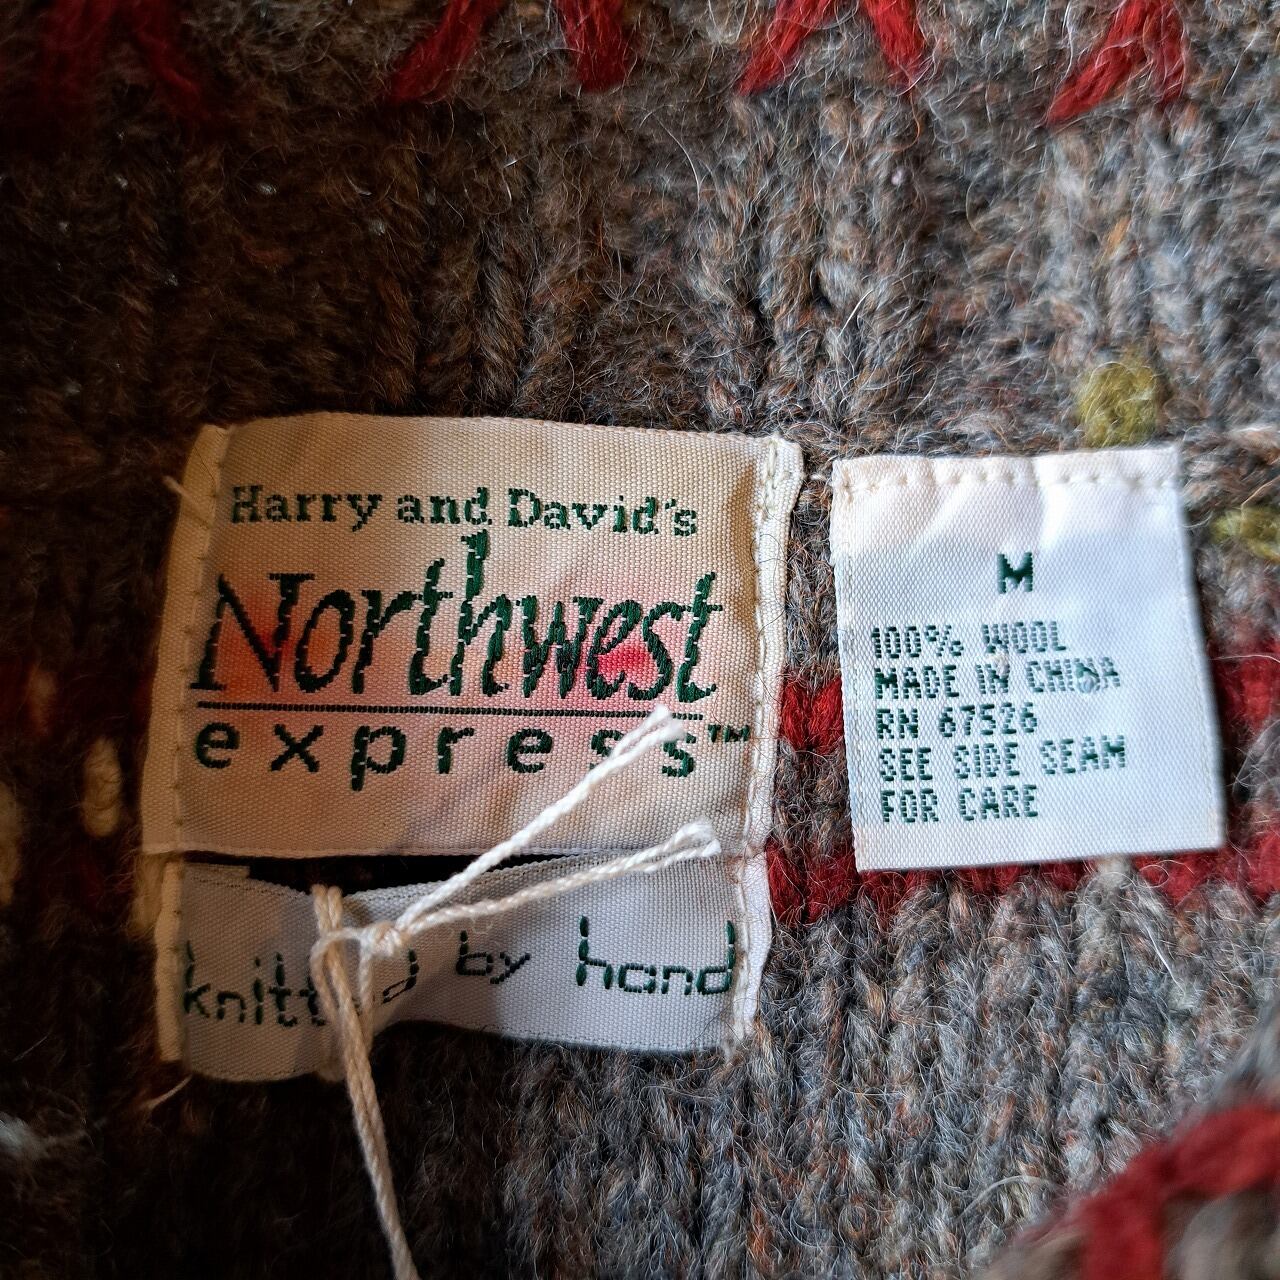 Harry and David's
Northwest
express™
knitted by hand
M
100% WOOL
MADE IN CHINA
RN 67526
SEE SIDE SEAM
FOR CARE